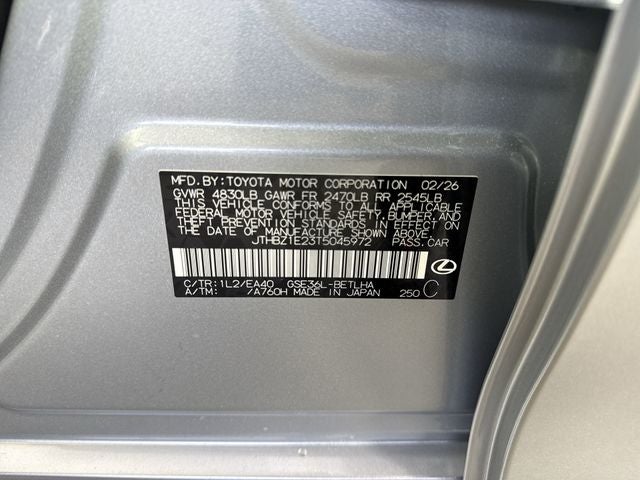 MFD. BY: TOYOTA MOTOR CORPORATION 02/26
GVWR 4830LB GAWR FR 2470LB RR 2545LB
THIS VEHICLE CONFORMS TO ALL APPLICABLE
FEDERAL MOTOR VEHICLE SAFETY, BUMPER, AND
THEFT PREVENTION STANDARDS IN EFFECT ON
THE DATE OF MANUFACTURE SHOWN ABOVE.
JTHBZ1E23T5045972 PASS. CAR
C/TR: 1L2/EA40 GSE36L-BETLHA
A/TM: /A760H MADE IN JAPAN 250 C